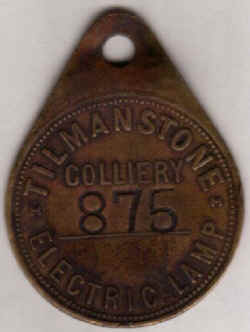 TILMANSTONE
COLLIERY
875
ELECTRIC LAMP